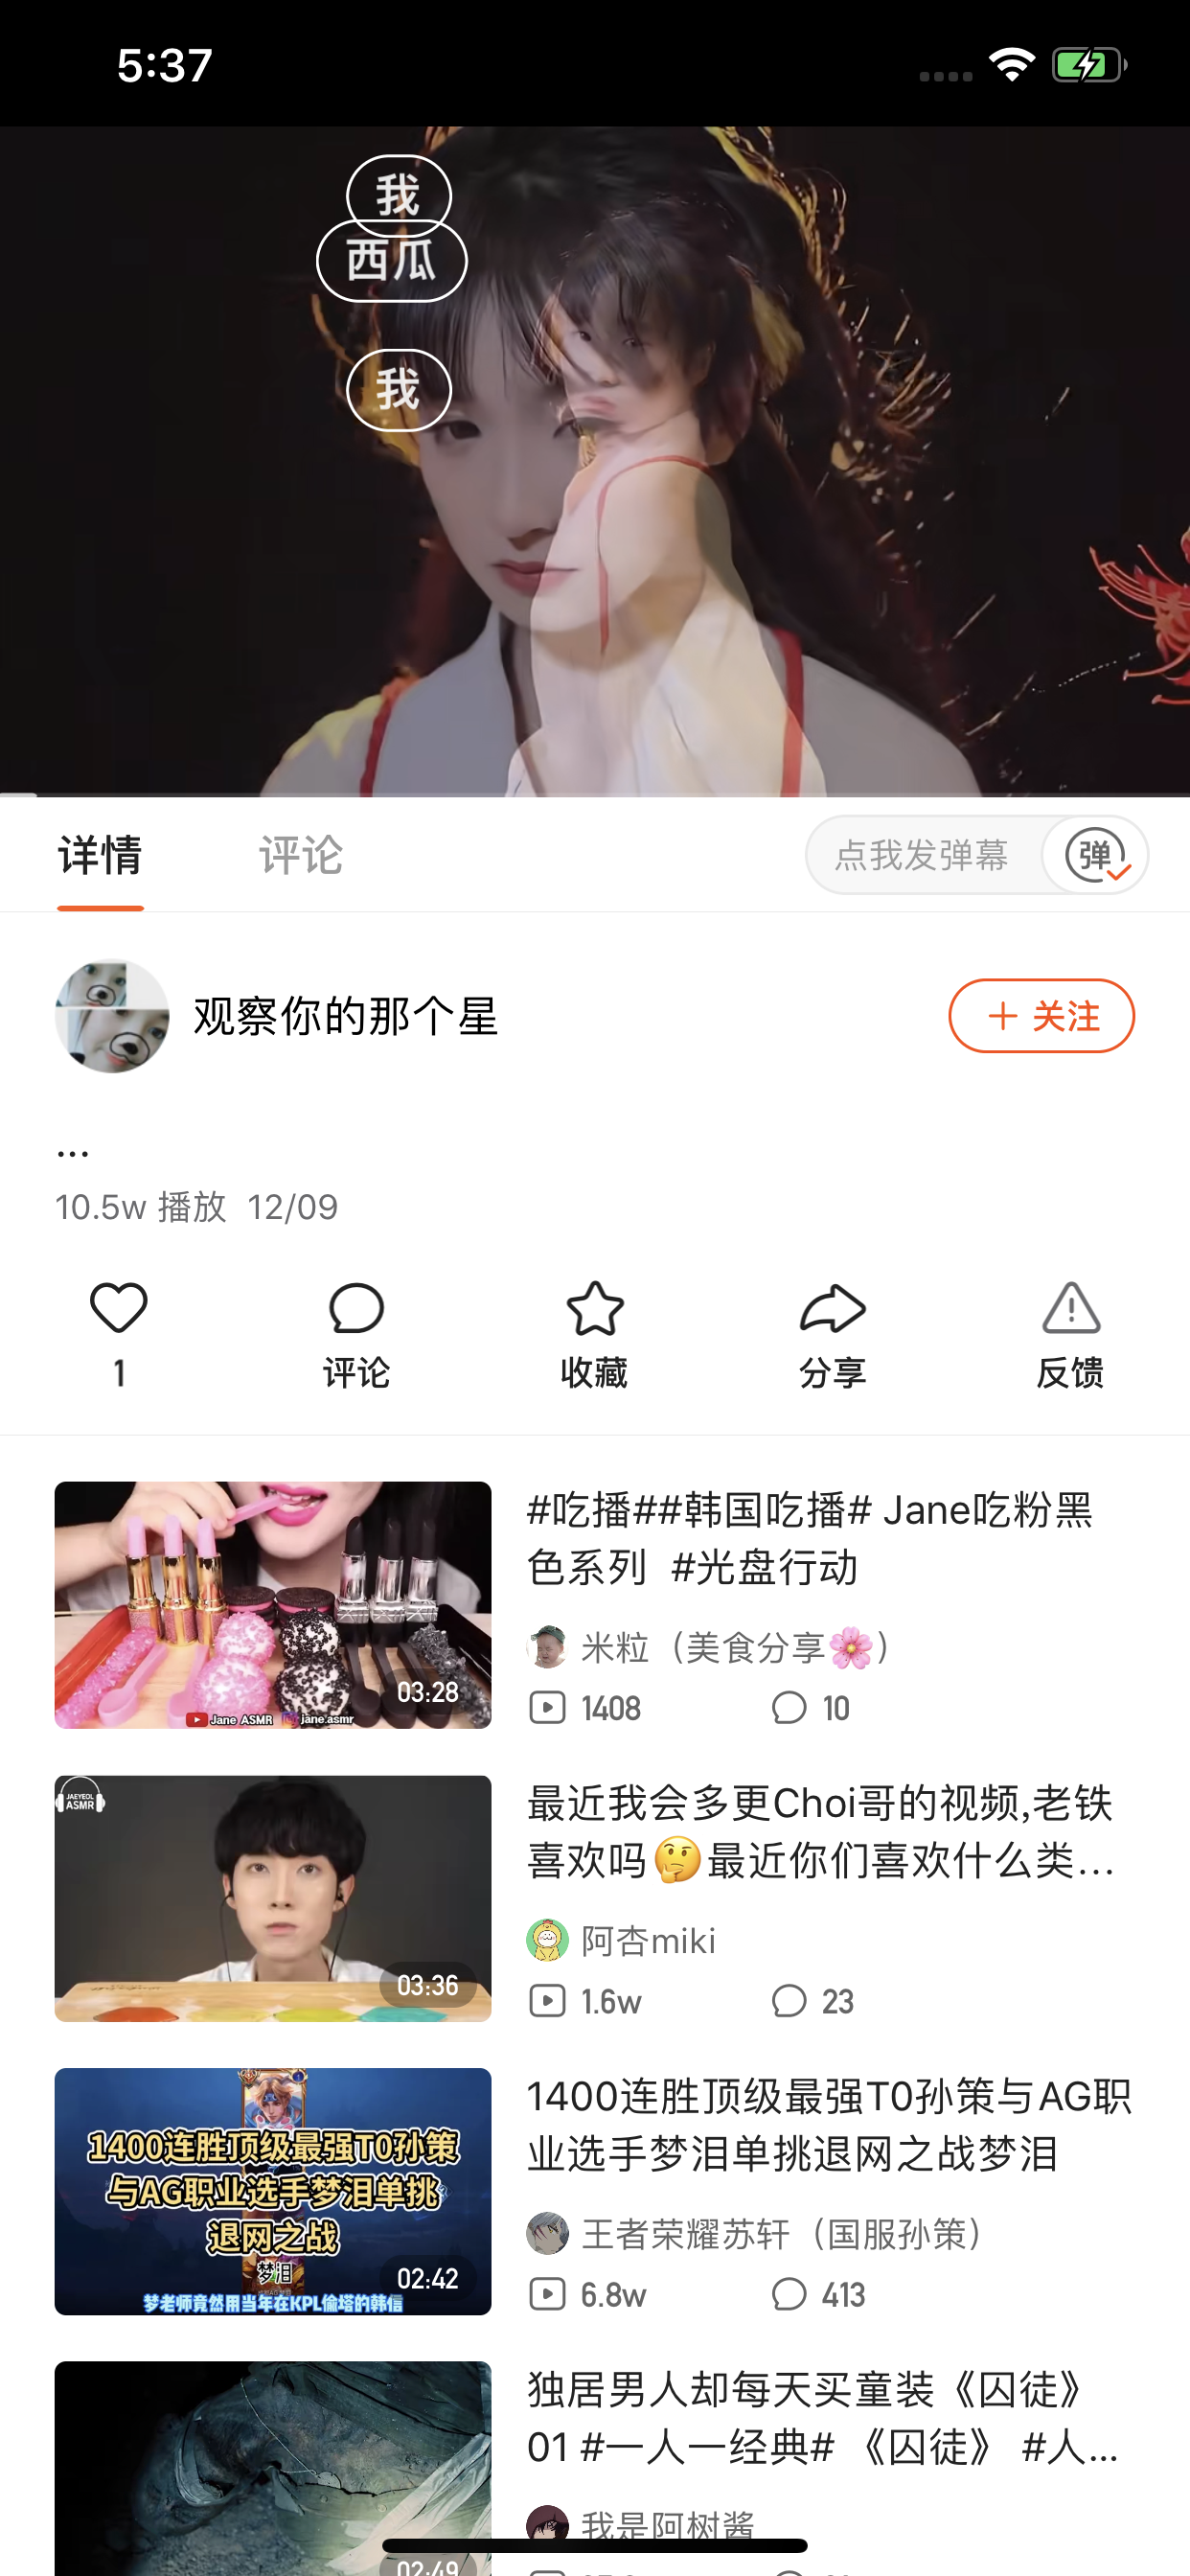 5:37
我
西瓜
我
详情
评论
点我发弹幕
弹
观察你的那个星
+ 关注
...
10.5w 播放 12/09
1
评论
收藏
分享
反馈
03:28
Jane ASMR
jane.asmr
#吃播##韩国吃播# Jane吃粉黑
色系列 #光盘行动
米粒（美食分享🌸）
1408
10
JAEYEOL
ASMR
03:36
最近我会多更Choi哥的视频,老铁
喜欢吗🤔最近你们喜欢什么类...
阿杏miki
1.6w
23
1400连胜顶级最强T0孙策
与AG职业选手梦泪单挑
退网之战
梦泪
02:42
梦老师竟然用当年在KPL偷塔的韩信
1400连胜顶级最强T0孙策与AG职
业选手梦泪单挑退网之战梦泪
王者荣耀苏轩（国服孙策）
6.8w
413
02:49
独居男人却每天买童装《囚徒》
01 #一人一经典# 《囚徒》 #人...
我是阿树酱